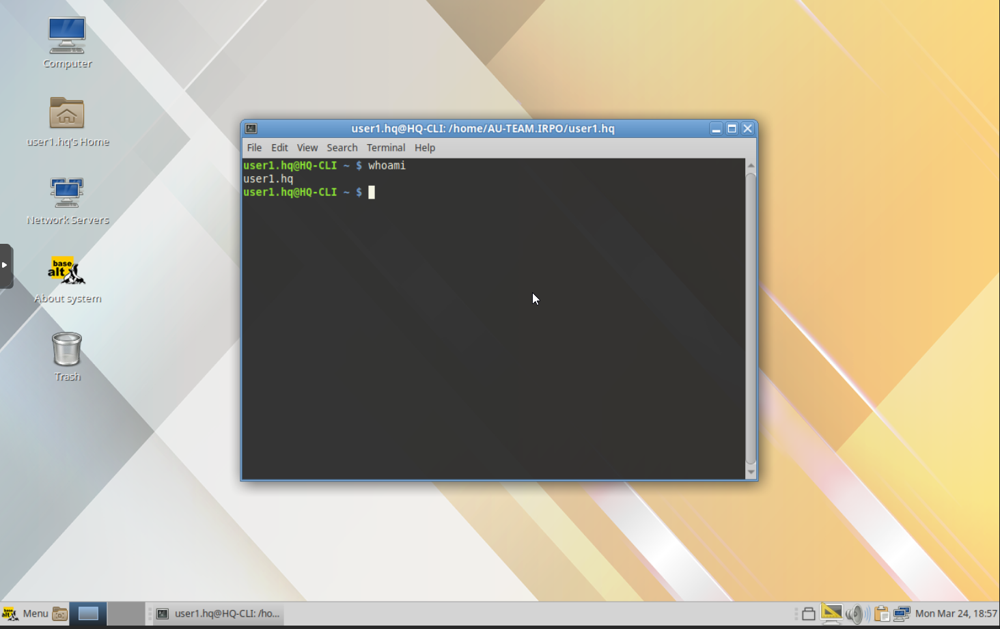 Computer
user1.hq's Home
Network Servers
base
alt
About system
Trash
user1.hq@HQ-CLI: /home/AU-TEAM.IRPO/user1.hq
File Edit View Search Terminal Help
user1.hq@HQ-CLI ~ $ whoami
user1.hq
user1.hq@HQ-CLI ~ $
base
alt
Menu
user1.hq@HQ-CLI: /ho...
Mon Mar 24, 18:57